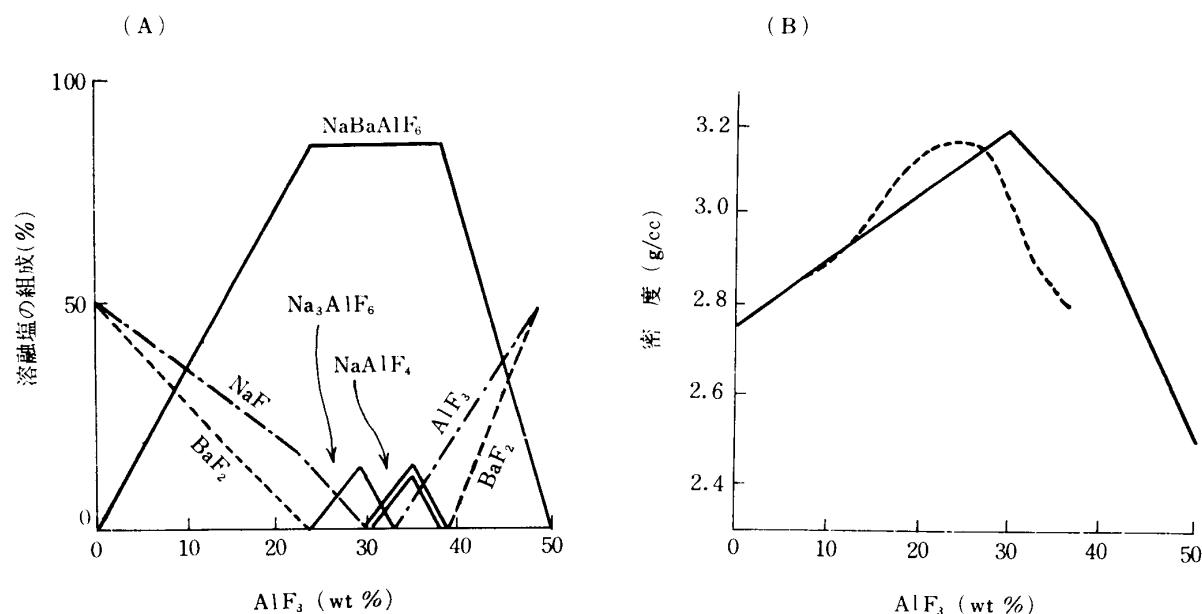 (A)
100
50
0
溶融塩の組成(%)
NaBaAlF₆
Na₃AlF₆
NaAlF₄
NaF
BaF₂
AlF₃
BaF₂
0 10 20 30 40 50
AlF₃ (wt %)
(B)
3.2
3.0
2.8
2.6
2.4
密度 (g/cc)
0 10 20 30 40 50
AlF₃ (wt %)